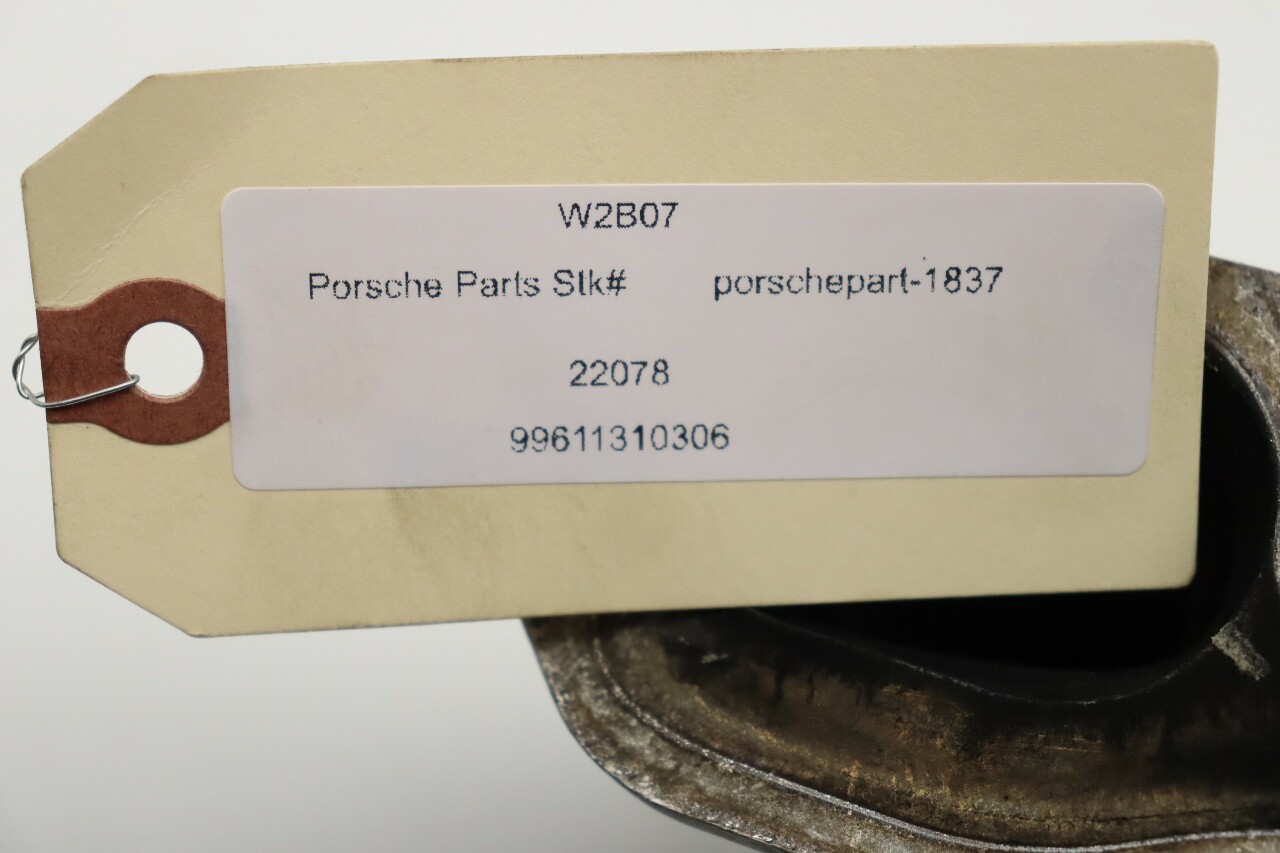 W2B07
Porsche Parts Stk# porschepart-1837
22078
99611310306